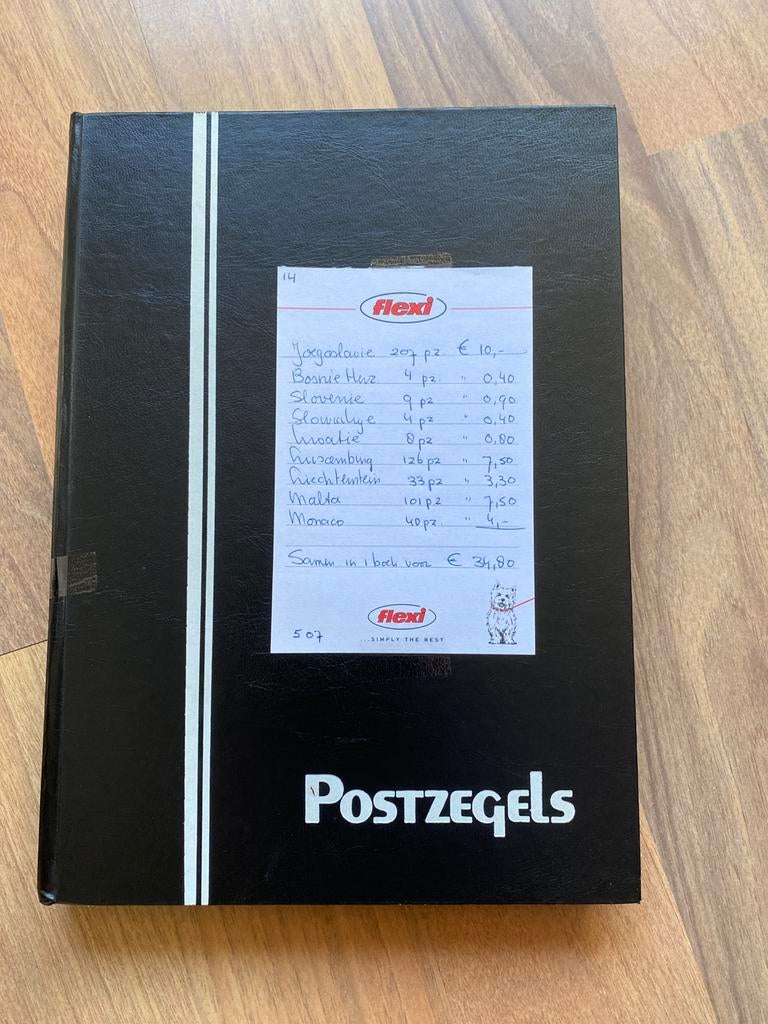 14
flexi
Joegoslavie 207 pz. € 10,-
Bosnie Herz 4 pz. " 0,40
Slovenie 9 pz " 0,90
Slowakye 4 pz " 0,40
Kroatie 8 pz " 0,80
Luxemburg 126 pz " 7,50
Liechtenstein 33 pz " 3,30
Malta 101 pz " 7,50
Monaco 40 pz. " 4,-
Samen in 1 boek voor € 34,80
flexi
...SIMPLY THE BEST
507
POSTZEGELS